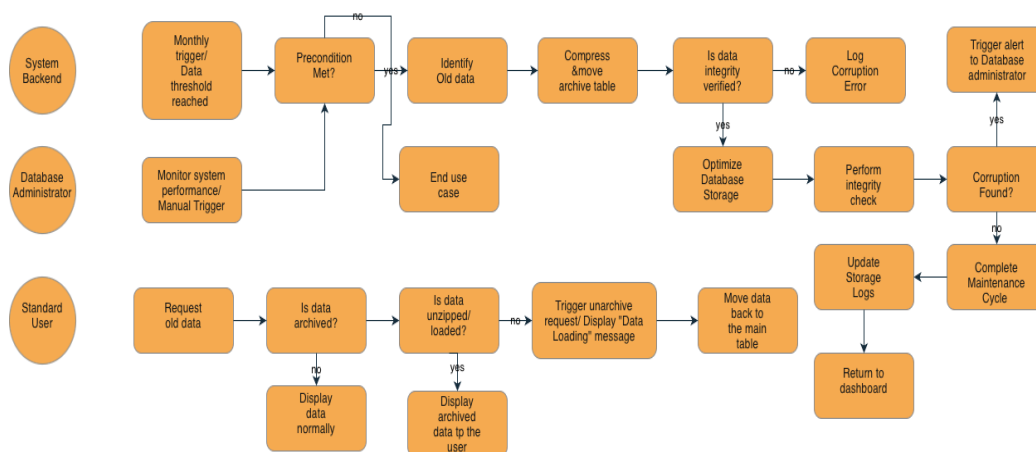 no
System
Backend
Monthly
trigger/
Data
threshold
reached
Precondition
Met?
yes
Identify
Old data
Compress
&move
archive table
Is data
integrity
verified?
no
Log
Corruption
Error
Trigger alert
to Database
administrator
yes
yes
Database
Administrator
Monitor system
performance/
Manual Trigger
End use
case
Optimize
Database
Storage
Perform
integrity
check
Corruption
Found?
no
Update
Storage
Logs
Complete
Maintenance
Cycle
Standard
User
Request
old data
Is data
archived?
Is data
unzipped/
loaded?
no
Trigger unarchive
request/ Display "Data
Loading" message
Move data
back to
the main
table
no
yes
Return to
dashboard
Display
data
normally
Display
archived
data tp the
user